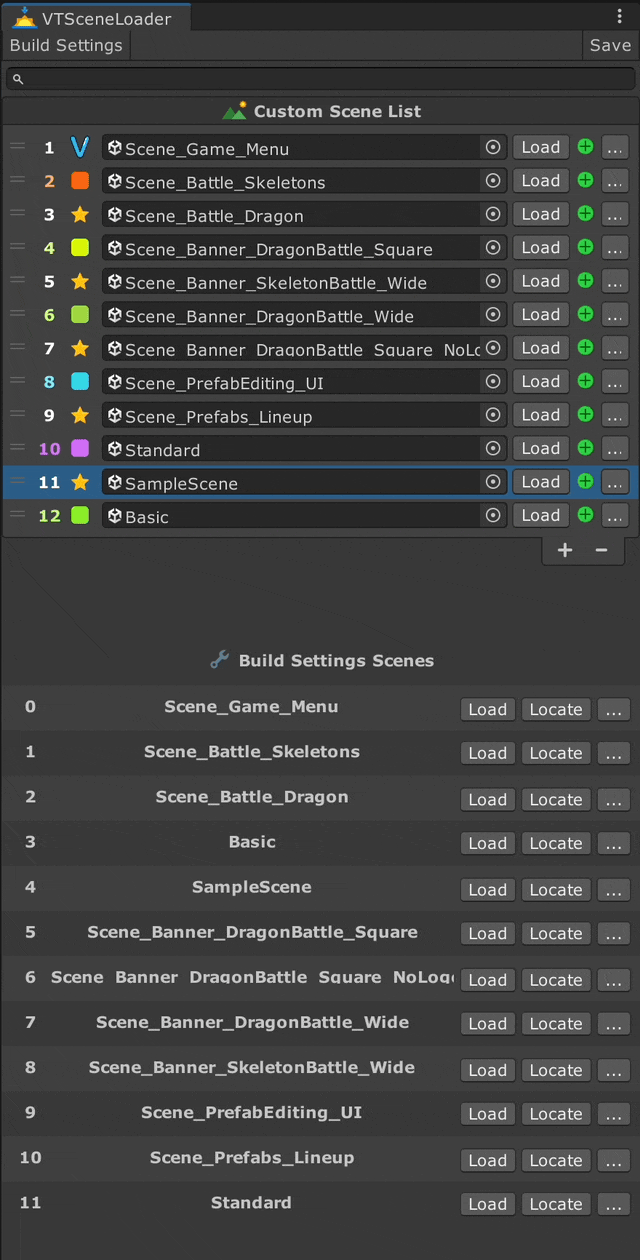 VTSceneLoader
Build Settings Save
Custom Scene List
1 Scene_Game_Menu Load ...
2 Scene_Battle_Skeletons Load ...
3 Scene_Battle_Dragon Load ...
4 Scene_Banner_DragonBattle_Square Load ...
5 Scene_Banner_SkeletonBattle_Wide Load ...
6 Scene_Banner_DragonBattle_Wide Load ...
7 Scene_Banner_DragonBattle_Square_NoLo Load ...
8 Scene_PrefabEditing_UI Load ...
9 Scene_Prefabs_Lineup Load ...
10 Standard Load ...
11 SampleScene Load ...
12 Basic Load ...
+ −
Build Settings Scenes
0 Scene_Game_Menu Load Locate ...
1 Scene_Battle_Skeletons Load Locate ...
2 Scene_Battle_Dragon Load Locate ...
3 Basic Load Locate ...
4 SampleScene Load Locate ...
5 Scene_Banner_DragonBattle_Square Load Locate ...
6 Scene_Banner_DragonBattle_Square_NoLogo Load Locate ...
7 Scene_Banner_DragonBattle_Wide Load Locate ...
8 Scene_Banner_SkeletonBattle_Wide Load Locate ...
9 Scene_PrefabEditing_UI Load Locate ...
10 Scene_Prefabs_Lineup Load Locate ...
11 Standard Load Locate ...